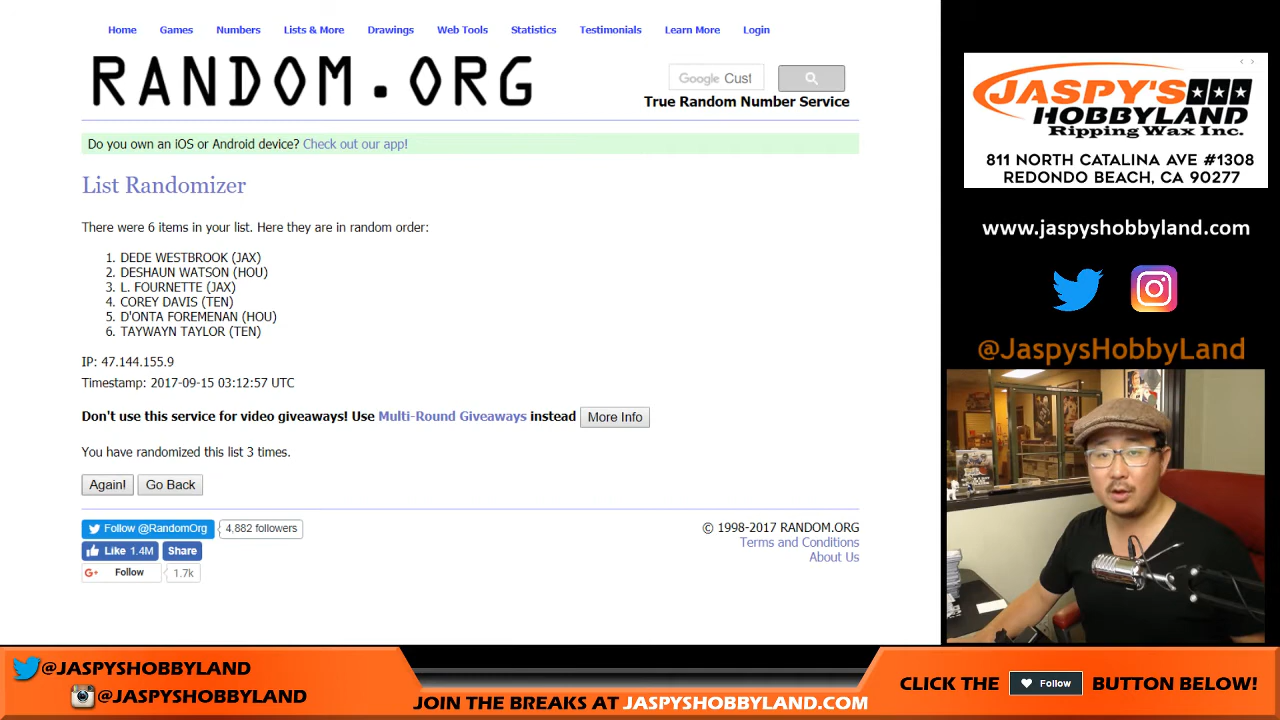 Home Games Numbers Lists & More Drawings Web Tools Statistics Testimonials Learn More Login
RANDOM.ORG
Google Cust
True Random Number Service
Do you own an iOS or Android device? Check out our app!
List Randomizer
There were 6 items in your list. Here they are in random order:
1. DEDE WESTBROOK (JAX)
2. DESHAUN WATSON (HOU)
3. L. FOURNETTE (JAX)
4. COREY DAVIS (TEN)
5. D'ONTA FOREMENAN (HOU)
6. TAYWAYN TAYLOR (TEN)
IP: 47.144.155.9
Timestamp: 2017-09-15 03:12:57 UTC
Don't use this service for video giveaways! Use Multi-Round Giveaways instead More Info
You have randomized this list 3 times.
Again! Go Back
Follow @RandomOrg 4,882 followers
Like 1.4M Share
G+ Follow 1.7k
© 1998-2017 RANDOM.ORG
Terms and Conditions
About Us
JASPY'S
HOBBYLAND
Ripping Wax Inc.
811 NORTH CATALINA AVE #1308
REDONDO BEACH, CA 90277
www.jaspyshobbyland.com
@JaspysHobbyLand
@JASPYSHOBBYLAND
@JASPYSHOBBYLAND
JOIN THE BREAKS AT JASPYSHOBBYLAND.COM
CLICK THE Follow BUTTON BELOW!